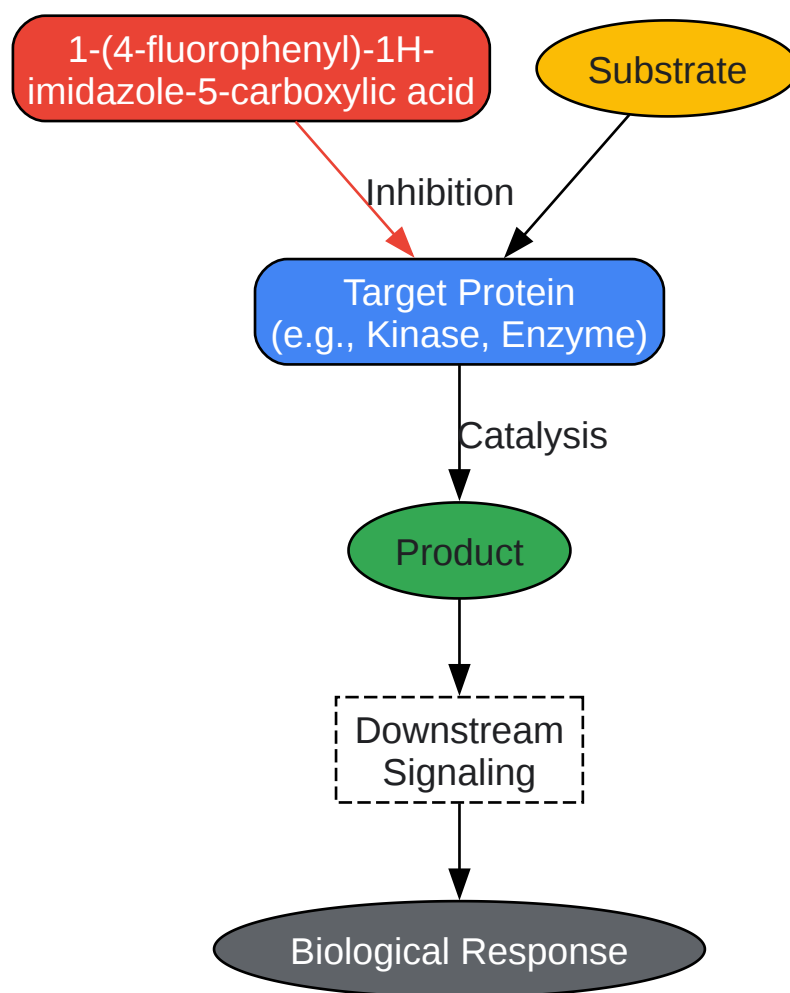 1-(4-fluorophenyl)-1H-
imidazole-5-carboxylic acid
Substrate
Inhibition
Target Protein
(e.g., Kinase, Enzyme)
Catalysis
Product
Downstream
Signaling
Biological Response